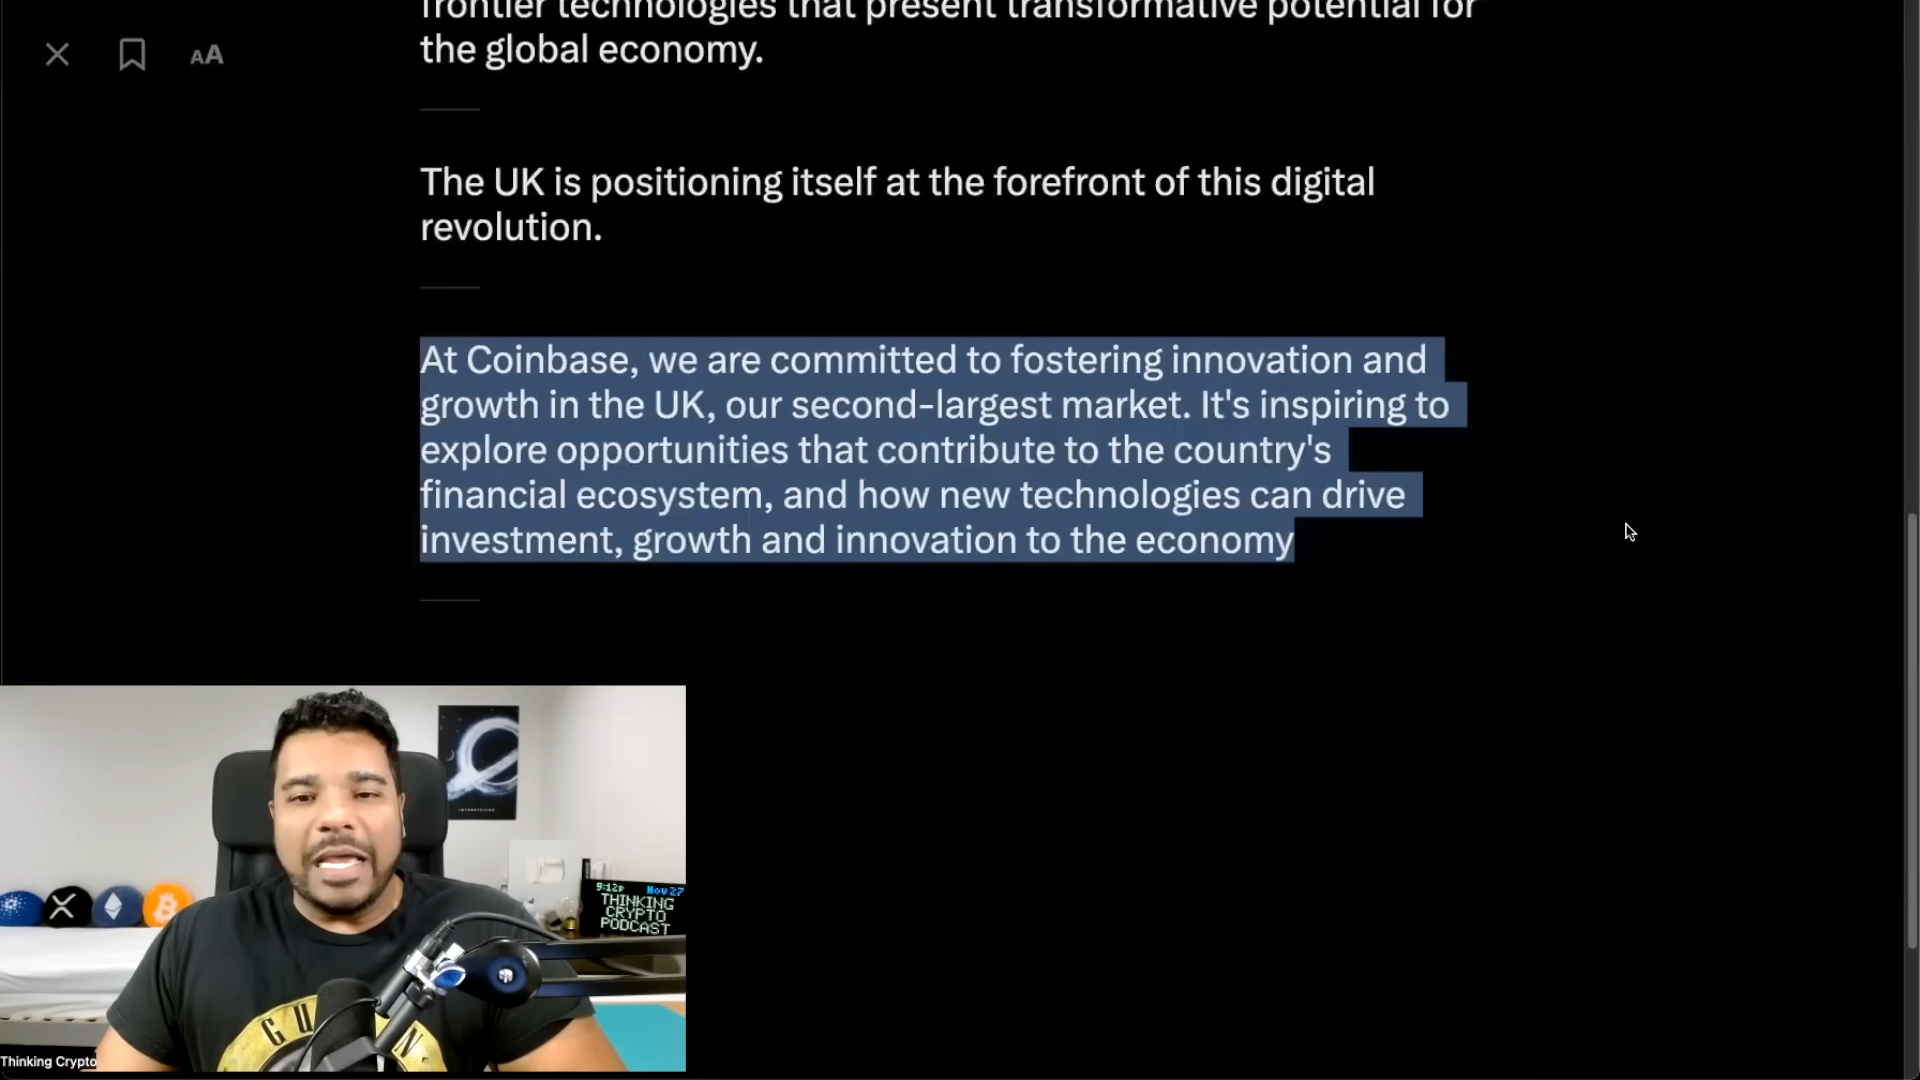 frontier technologies that present transformative potential for
the global economy.
AA
The UK is positioning itself at the forefront of this digital
revolution.
At Coinbase, we are committed to fostering innovation and
growth in the UK, our second-largest market. It's inspiring to
explore opportunities that contribute to the country's
financial ecosystem, and how new technologies can drive
investment, growth and innovation to the economy
INTERSTELLAR
9:12p Nov 27
THINKING
CRYPTO
PODCAST
GU
N.
Thinking Crypto